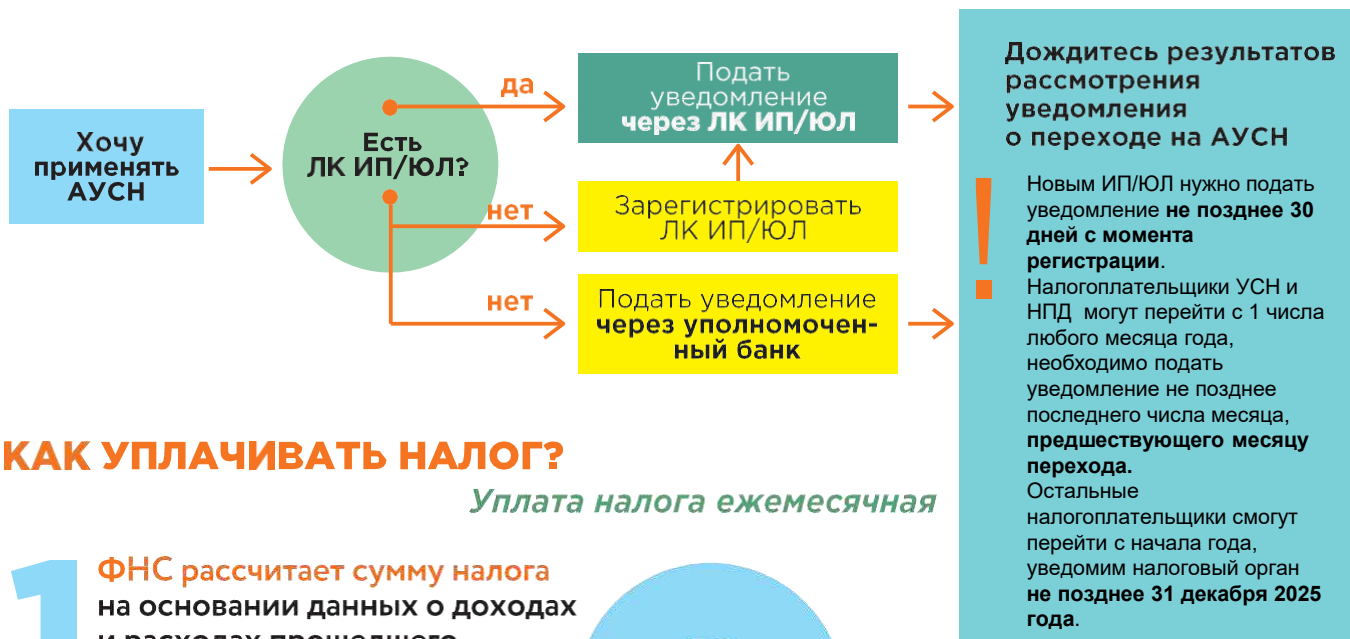 Хочу
применять
АУСН
Есть
ЛК ИП/ЮЛ?
да
нет
нет
Подать
уведомление
через ЛК ИП/ЮЛ
Зарегистрировать
ЛК ИП/ЮЛ
Подать уведомление
через уполномочен-
ный банк
Дождитесь результатов
рассмотрения
уведомления
о переходе на АУСН
!
Новым ИП/ЮЛ нужно подать
уведомление не позднее 30
дней с момента
регистрации.
Налогоплательщики УСН и
НПД могут перейти с 1 числа
любого месяца года,
необходимо подать
уведомление не позднее
последнего числа месяца,
предшествующего месяцу
перехода.
Остальные
налогоплательщики смогут
перейти с начала года,
уведомим налоговый орган
не позднее 31 декабря 2025
года.
КАК УПЛАЧИВАТЬ НАЛОГ?
Уплата налога ежемесячная
1
ФНС рассчитает сумму налога
на основании данных о доходах
и расходах прошедшего